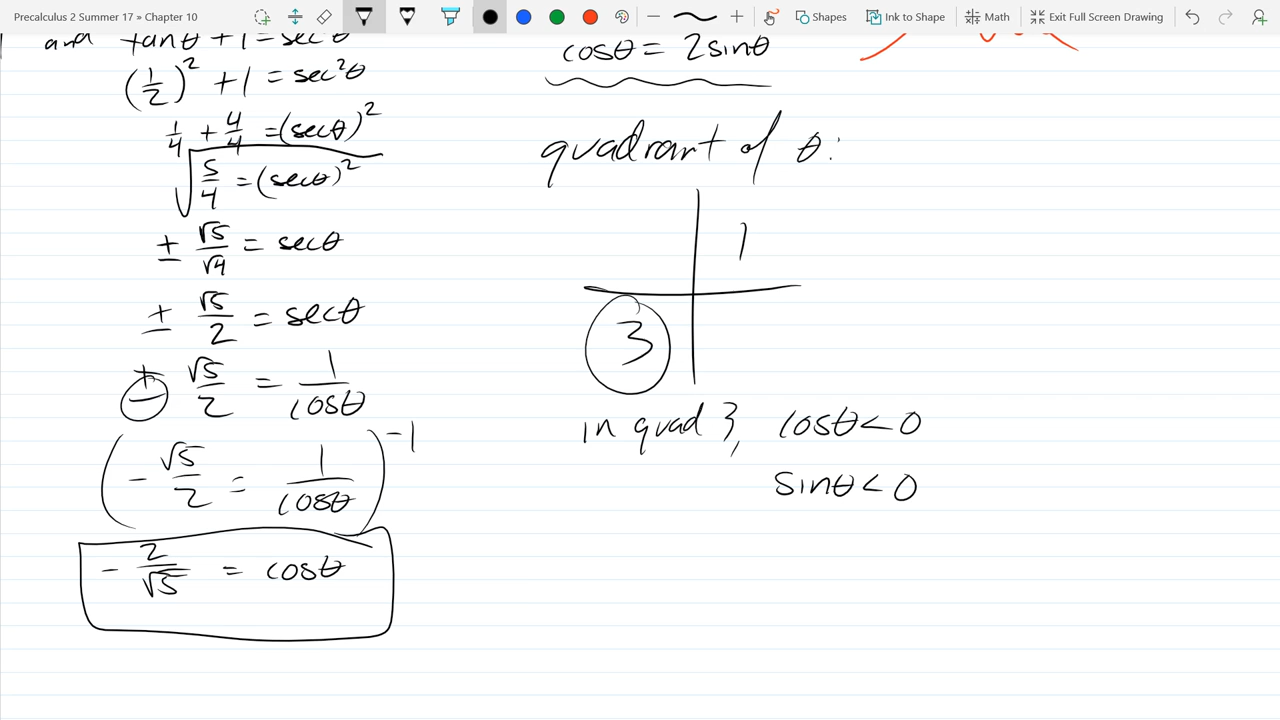 Precalculus 2 Summer 17 » Chapter 10
Shapes
Ink to Shape
Math
Exit Full Screen Drawing
and tan²θ + 1 = sec²θ
(1/2)² + 1 = sec²θ
1/4 + 4/4 = (secθ)²
√ 5/4 = (secθ)²
± √5/√4 = secθ
± √5/2 = secθ
± √5/2 = 1/cosθ
(- √5/2 = 1/cosθ)⁻¹
- 2/√5 = cosθ
cosθ = 2sinθ
quadrant of θ:
1
3
in quad 3, cosθ < 0
sinθ < 0